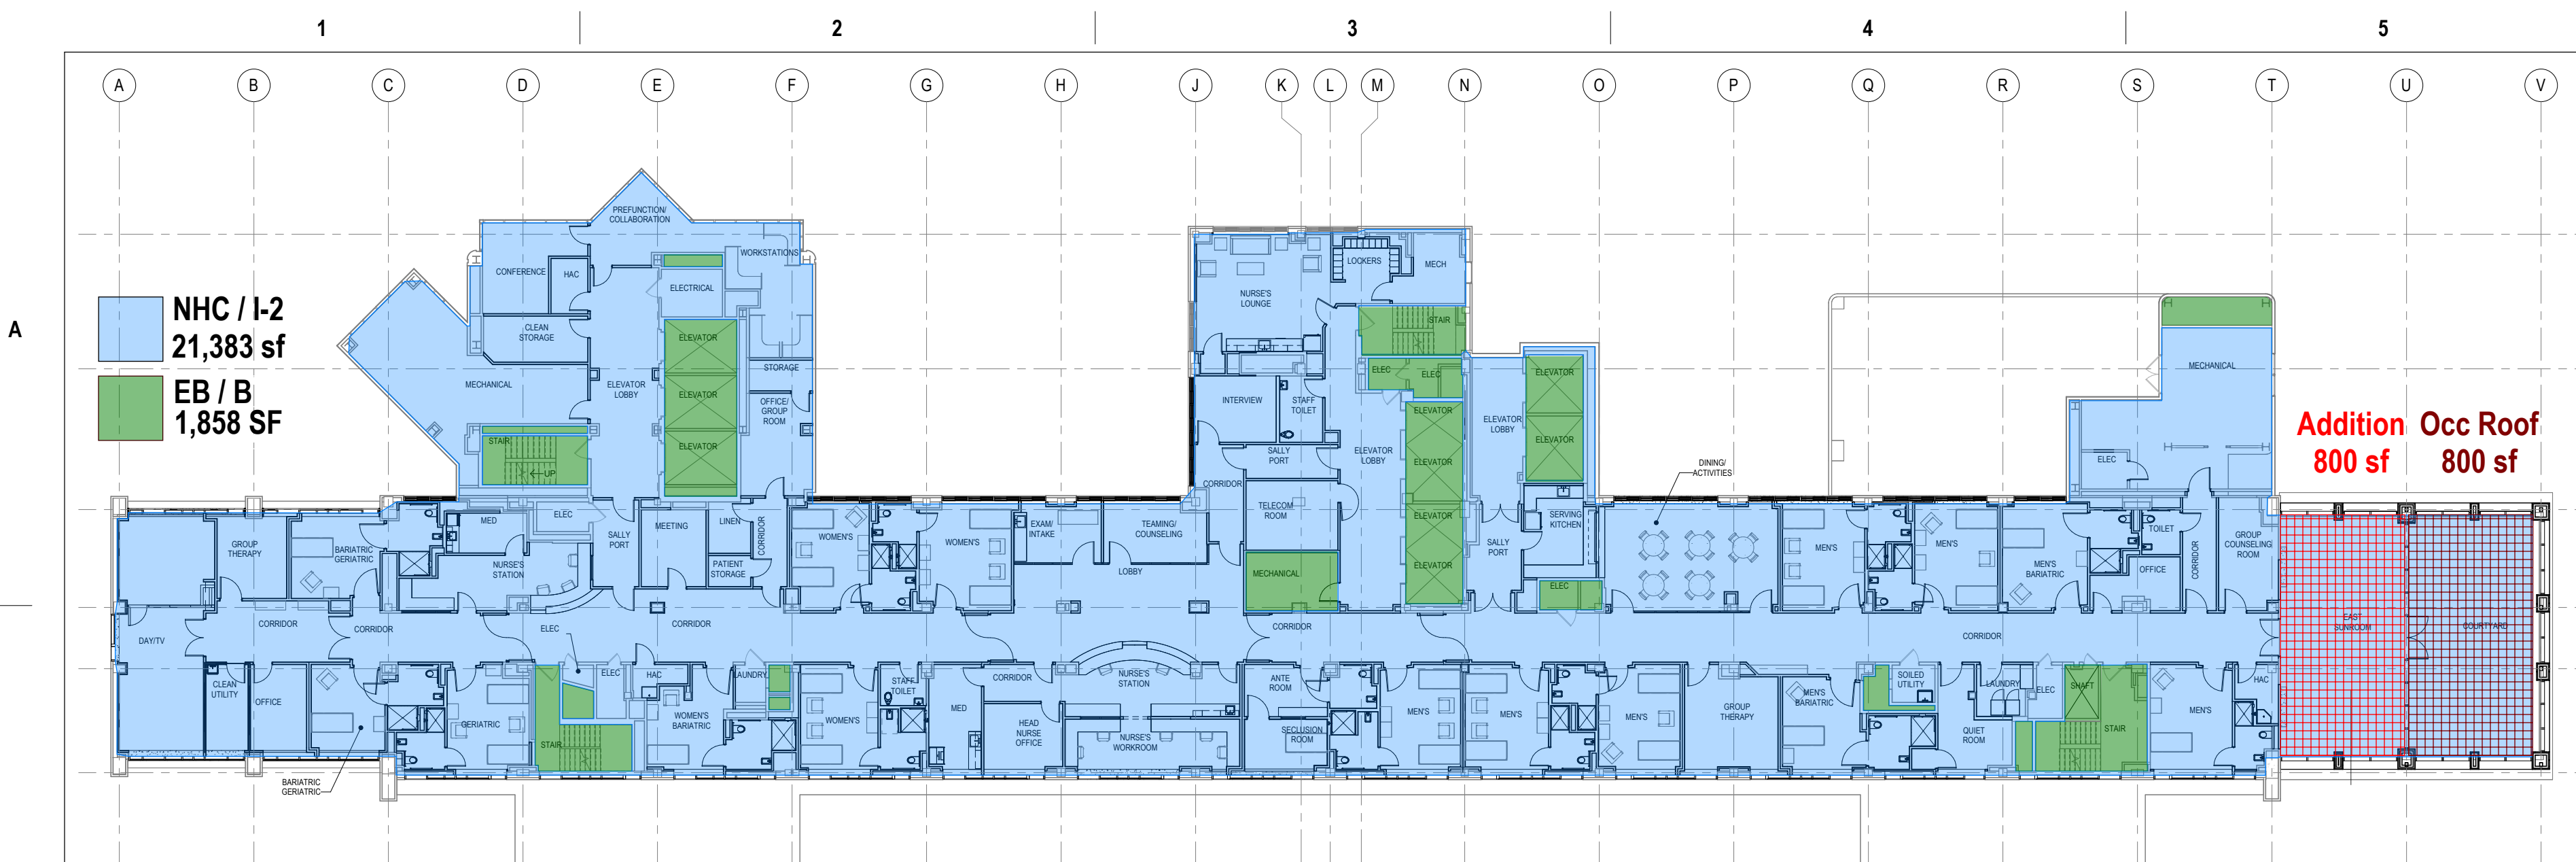 1 2 3 4 5
A B C D E F G H J K L M N O P Q R S T U V
A
NHC / I-2
21,383 sf
EB / B
1,858 SF
Addition
800 sf
Occ Roof
800 sf
PREFUNCTION/
COLLABORATION
WORKSTATIONS
CONFERENCE
HAC
ELECTRICAL
CLEAN
STORAGE
ELEVATOR
STORAGE
MECHANICAL
ELEVATOR
LOBBY
ELEVATOR
OFFICE/
GROUP
ROOM
STAIR
UP
ELEVATOR
NURSE'S
LOUNGE
LOCKERS
MECH
STAIR
ELEC
ELEC
INTERVIEW
STAFF
TOILET
ELEVATOR
SALLY
PORT
ELEVATOR
LOBBY
ELEVATOR
CORRIDOR
TELECOM
ROOM
ELEVATOR
MECHANICAL
ELEVATOR
ELEVATOR
LOBBY
ELEVATOR
ELEVATOR
SERVING
KITCHEN
SALLY
PORT
ELEC
DINING/
ACTIVITIES
MECHANICAL
ELEC
GROUP
THERAPY
BARIATRIC
GERIATRIC
MED
NURSE'S
STATION
ELEC
SALLY
PORT
MEETING
LINEN
PATIENT
STORAGE
CORRIDOR
WOMEN'S
WOMEN'S
EXAM/
INTAKE
TEAMING/
COUNSELING
LOBBY
MEN'S
MEN'S
MEN'S
BARIATRIC
TOILET
OFFICE
CORRIDOR
GROUP
COUNSELING
ROOM
DAY/TV
CORRIDOR
CORRIDOR
ELEC
CORRIDOR
CORRIDOR
CORRIDOR
EAST
SUNROOM
COURTYARD
CLEAN
UTILITY
OFFICE
BARIATRIC
GERIATRIC
GERIATRIC
STAIR
ELEC
HAC
WOMEN'S
BARIATRIC
LAUNDRY
WOMEN'S
STAFF
TOILET
MED
CORRIDOR
HEAD
NURSE
OFFICE
NURSE'S
STATION
NURSE'S
WORKROOM
ANTE
ROOM
SECLUSION
ROOM
MEN'S
MEN'S
MEN'S
GROUP
THERAPY
MEN'S
BARIATRIC
SOILED
UTILITY
QUIET
ROOM
LAUNDRY
ELEC
SHAFT
STAIR
MEN'S
HAC